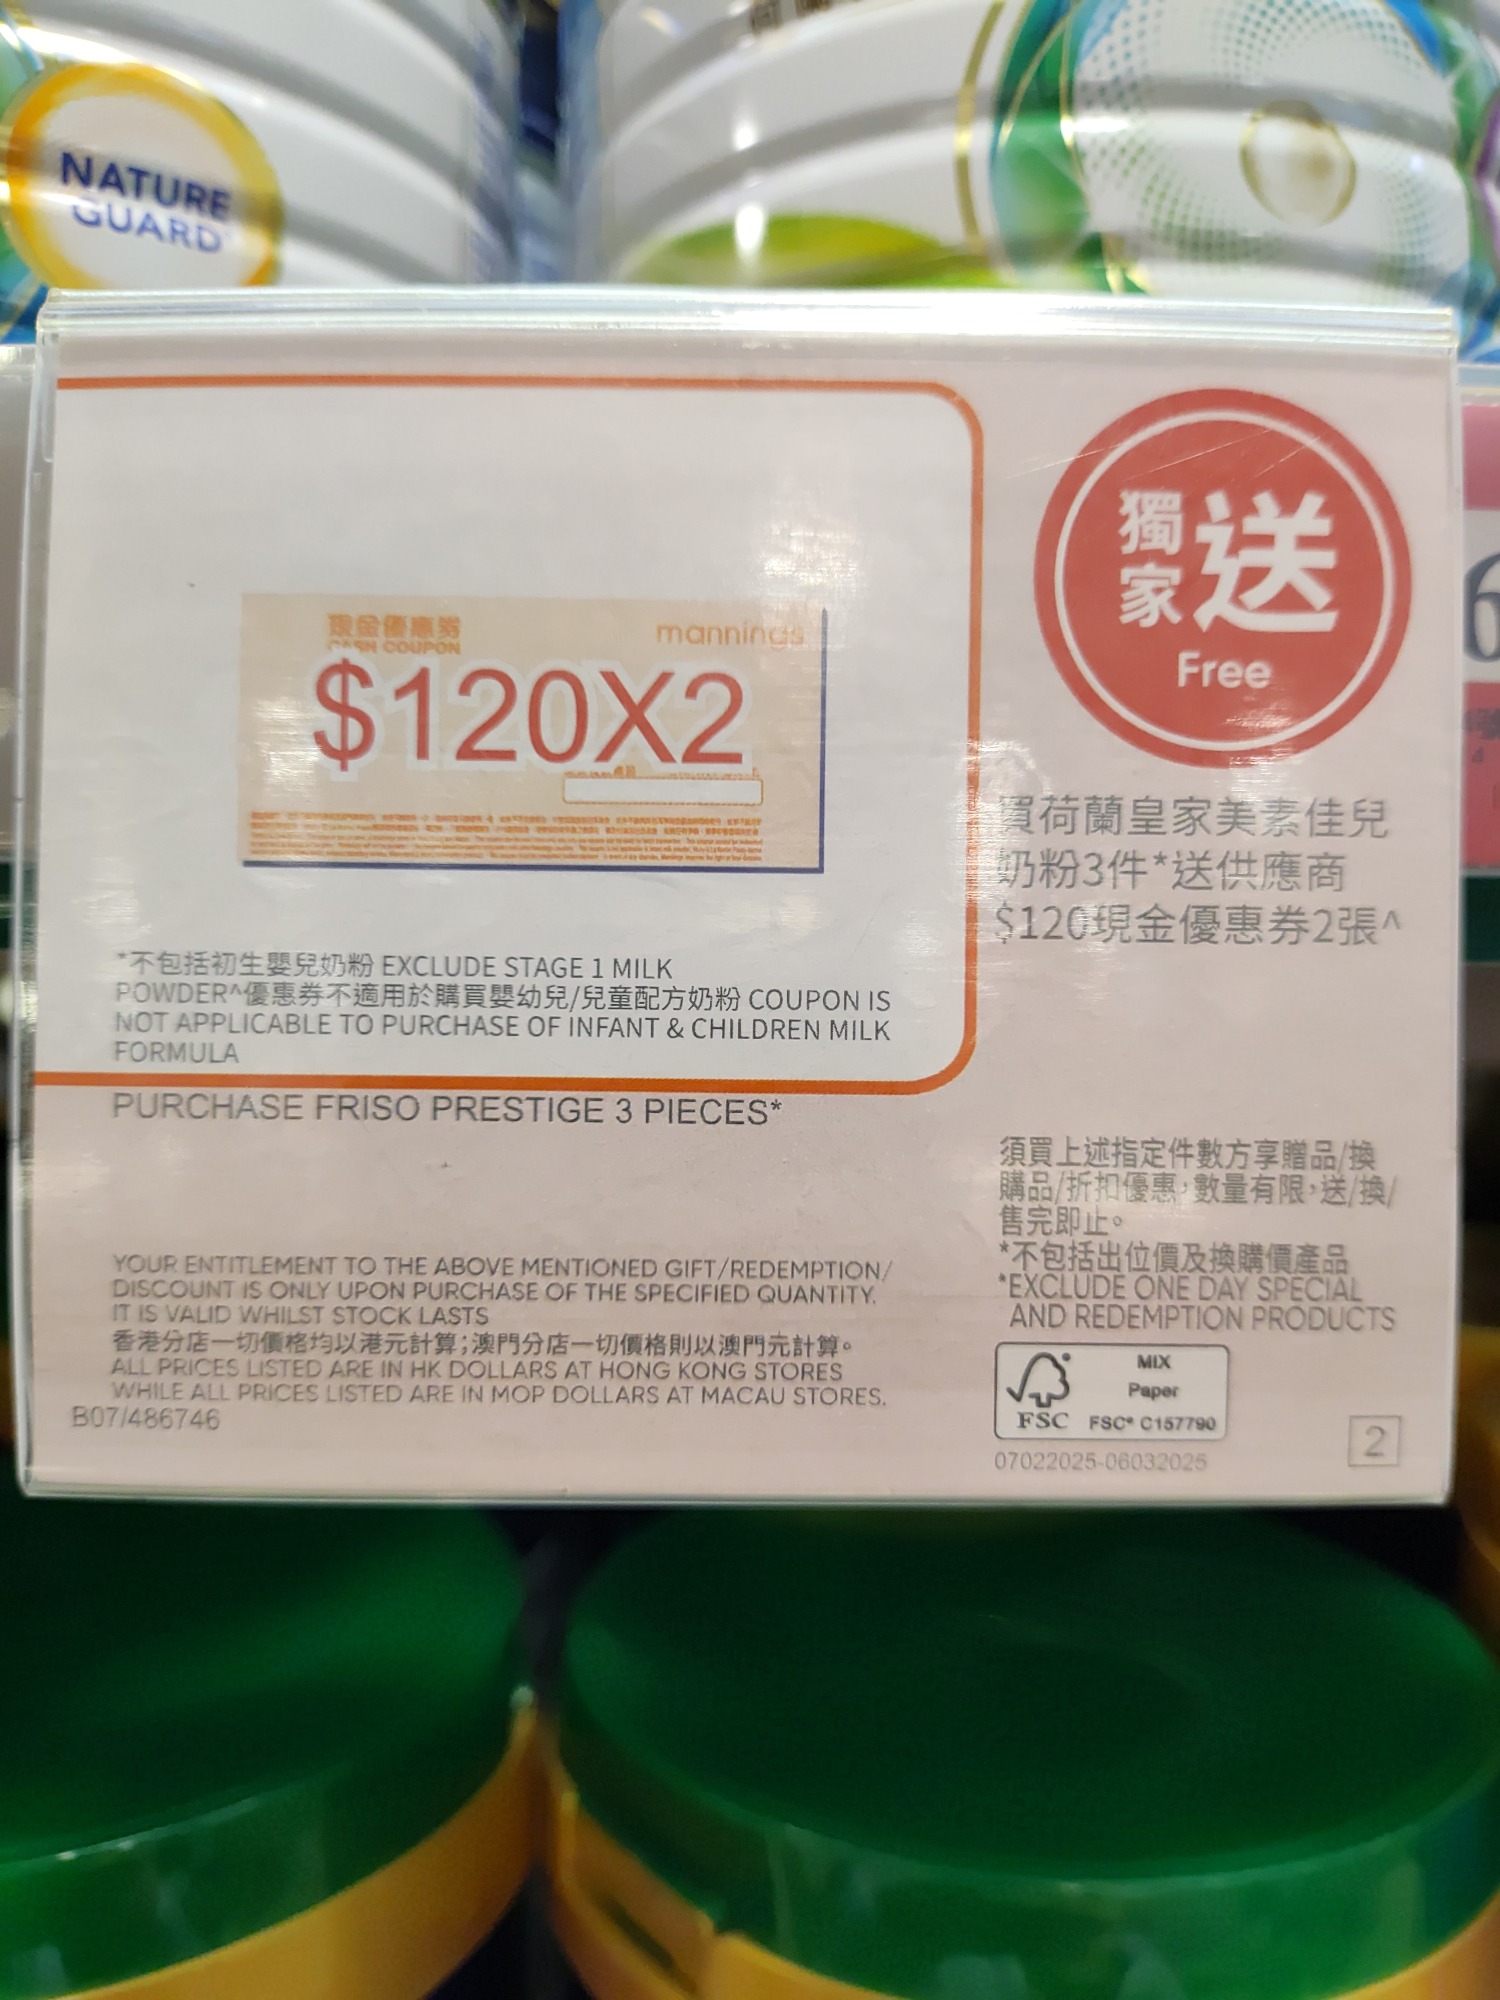 NATURE
GUARD
獨家
送
Free
現金優惠券
CASH COUPON
mannings
$120X2
買荷蘭皇家美素佳兒
奶粉3件*送供應商
$120現金優惠券2張^
*不包括初生嬰兒奶粉 EXCLUDE STAGE 1 MILK
POWDER^優惠券不適用於購買嬰幼兒/兒童配方奶粉 COUPON IS
NOT APPLICABLE TO PURCHASE OF INFANT & CHILDREN MILK
FORMULA
PURCHASE FRISO PRESTIGE 3 PIECES*
須買上述指定件數方享贈品/換
購品/折扣優惠，數量有限，送/換/
售完即止。
*不包括出位價及換購價產品
*EXCLUDE ONE DAY SPECIAL
AND REDEMPTION PRODUCTS
YOUR ENTITLEMENT TO THE ABOVE MENTIONED GIFT/REDEMPTION/
DISCOUNT IS ONLY UPON PURCHASE OF THE SPECIFIED QUANTITY.
IT IS VALID WHILST STOCK LASTS
香港分店一切價格均以港元計算；澳門分店一切價格則以澳門元計算。
ALL PRICES LISTED ARE IN HK DOLLARS AT HONG KONG STORES
WHILE ALL PRICES LISTED ARE IN MOP DOLLARS AT MACAU STORES.
B07/486746
MIX
Paper
FSC
FSC® C157790
07022025-06032025
2